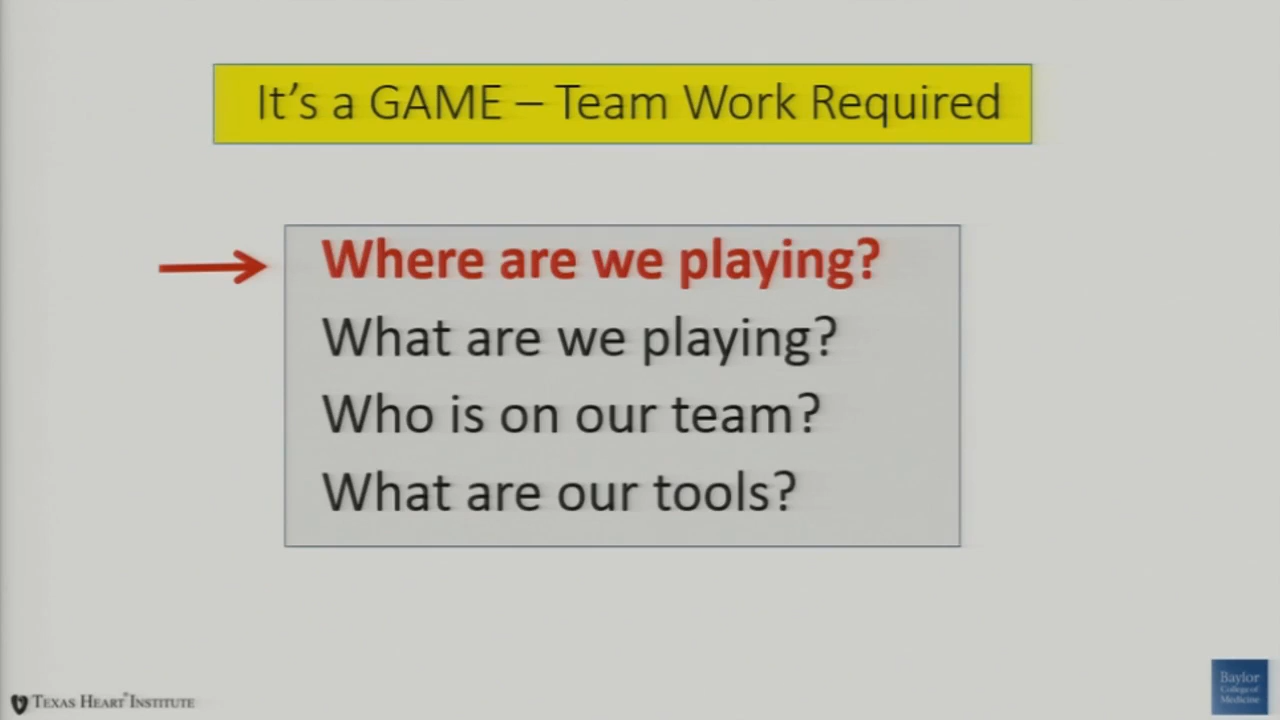 It's a GAME – Team Work Required
Where are we playing?
What are we playing?
Who is on our team?
What are our tools?
TEXAS HEART® INSTITUTE
Baylor
College of
Medicine